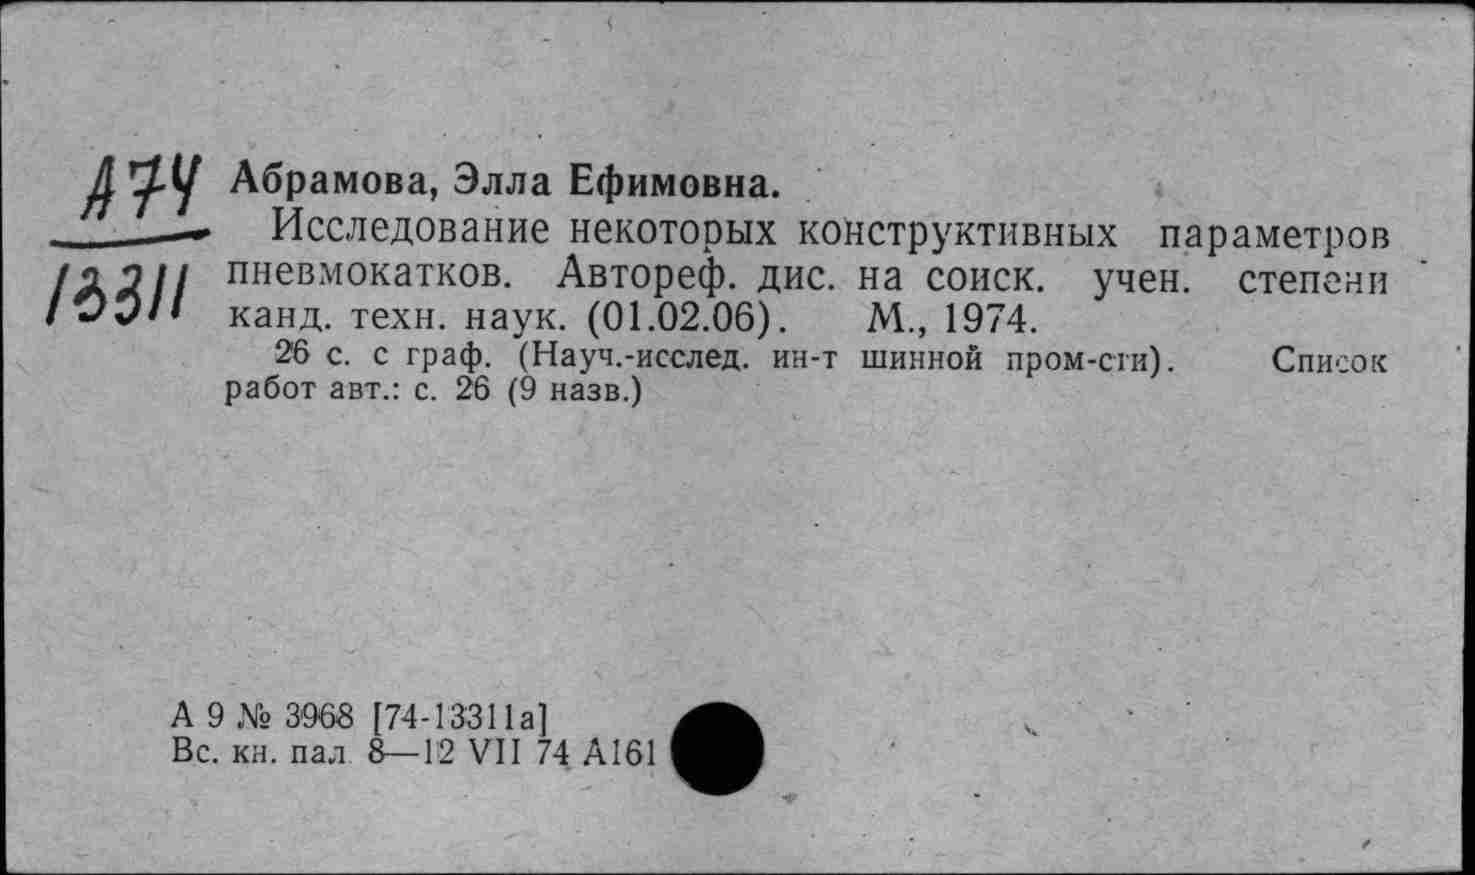 А74
13311
Абрамова, Элла Ефимовна.
Исследование некоторых конструктивных параметров
пневмокатков. Автореф. дис. на соиск. учен. степени
канд. техн. наук. (01.02.06). М., 1974.
26 с. с граф. (Науч.-исслед. ин-т шинной пром-сти). Список
работ авт.: с. 26 (9 назв.)
А 9 № 3968 [74-13311а]
Вс. кн. пал 8—12 VII 74 А161